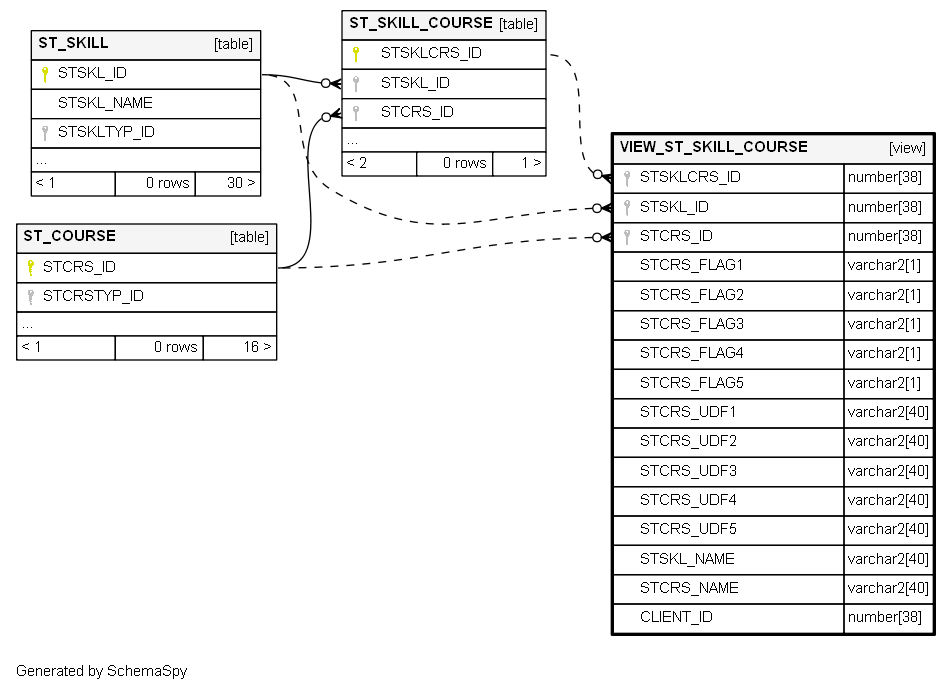 ST_SKILL [table]
STSKL_ID
STSKL_NAME
STSKLTYP_ID
...
< 1 0 rows 30 >
ST_SKILL_COURSE [table]
STSKLCRS_ID
STSKL_ID
STCRS_ID
...
< 2 0 rows 1 >
ST_COURSE [table]
STCRS_ID
STCRSTYP_ID
...
< 1 0 rows 16 >
VIEW_ST_SKILL_COURSE [view]
STSKLCRS_ID number[38]
STSKL_ID number[38]
STCRS_ID number[38]
STCRS_FLAG1 varchar2[1]
STCRS_FLAG2 varchar2[1]
STCRS_FLAG3 varchar2[1]
STCRS_FLAG4 varchar2[1]
STCRS_FLAG5 varchar2[1]
STCRS_UDF1 varchar2[40]
STCRS_UDF2 varchar2[40]
STCRS_UDF3 varchar2[40]
STCRS_UDF4 varchar2[40]
STCRS_UDF5 varchar2[40]
STSKL_NAME varchar2[40]
STCRS_NAME varchar2[40]
CLIENT_ID number[38]
Generated by SchemaSpy